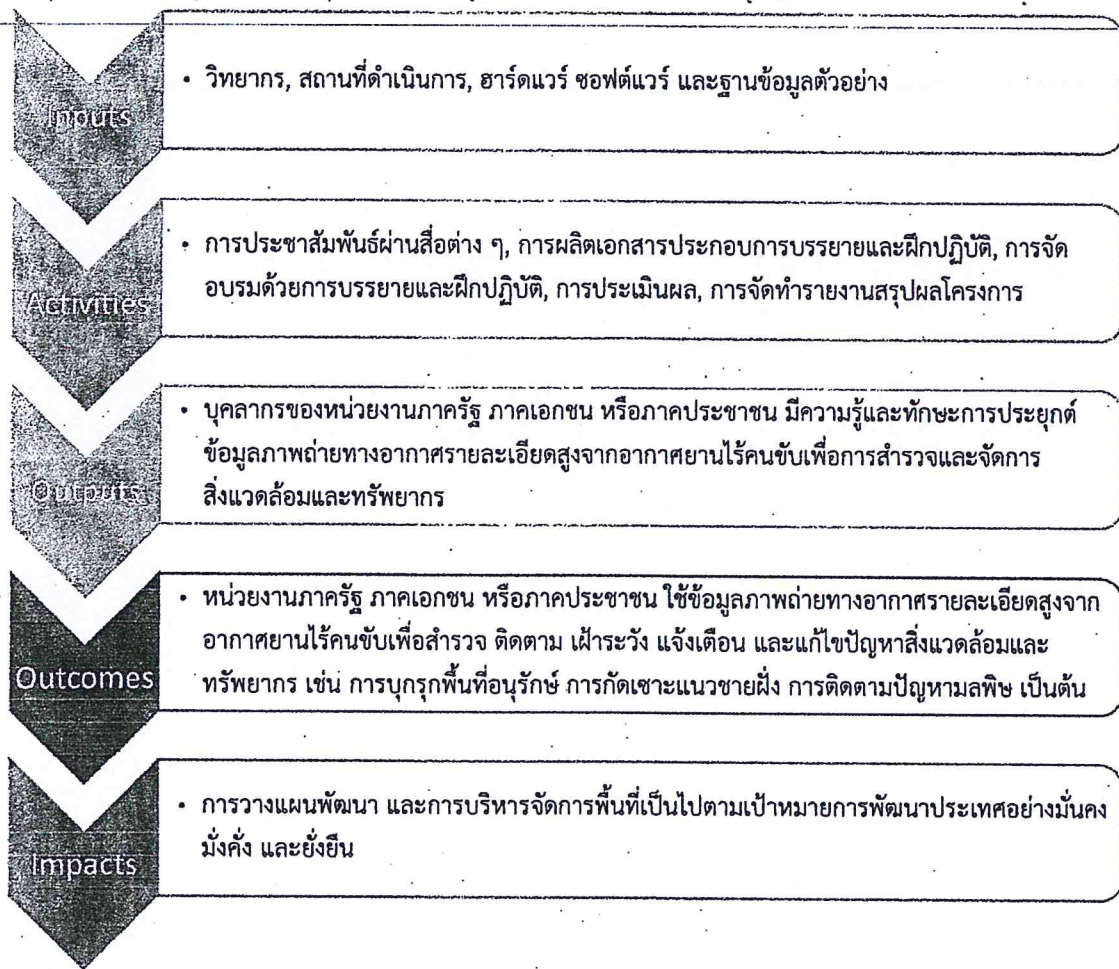 Inputs
• วิทยากร, สถานที่ดำเนินการ, ฮาร์ดแวร์ ซอฟต์แวร์ และฐานข้อมูลตัวอย่าง
Activities
• การประชาสัมพันธ์ผ่านสื่อต่าง ๆ, การผลิตเอกสารประกอบการบรรยายและฝึกปฏิบัติ, การจัด
อบรมด้วยการบรรยายและฝึกปฏิบัติ, การประเมินผล, การจัดทำรายงานสรุปผลโครงการ
Outputs
• บุคลากรของหน่วยงานภาครัฐ ภาคเอกชน หรือภาคประชาชน มีความรู้และทักษะการประยุกต์
ข้อมูลภาพถ่ายทางอากาศรายละเอียดสูงจากอากาศยานไร้คนขับเพื่อการสำรวจและจัดการ
สิ่งแวดล้อมและทรัพยากร
Outcomes
• หน่วยงานภาครัฐ ภาคเอกชน หรือภาคประชาชน ใช้ข้อมูลภาพถ่ายทางอากาศรายละเอียดสูงจาก
อากาศยานไร้คนขับเพื่อสำรวจ ติดตาม เฝ้าระวัง แจ้งเตือน และแก้ไขปัญหาสิ่งแวดล้อมและ
ทรัพยากร เช่น การบุกรุกพื้นที่อนุรักษ์ การกัดเซาะแนวชายฝั่ง การติดตามปัญหามลพิษ เป็นต้น
Impacts
• การวางแผนพัฒนา และการบริหารจัดการพื้นที่เป็นไปตามเป้าหมายการพัฒนาประเทศอย่างมั่นคง
มั่งคั่ง และยั่งยืน